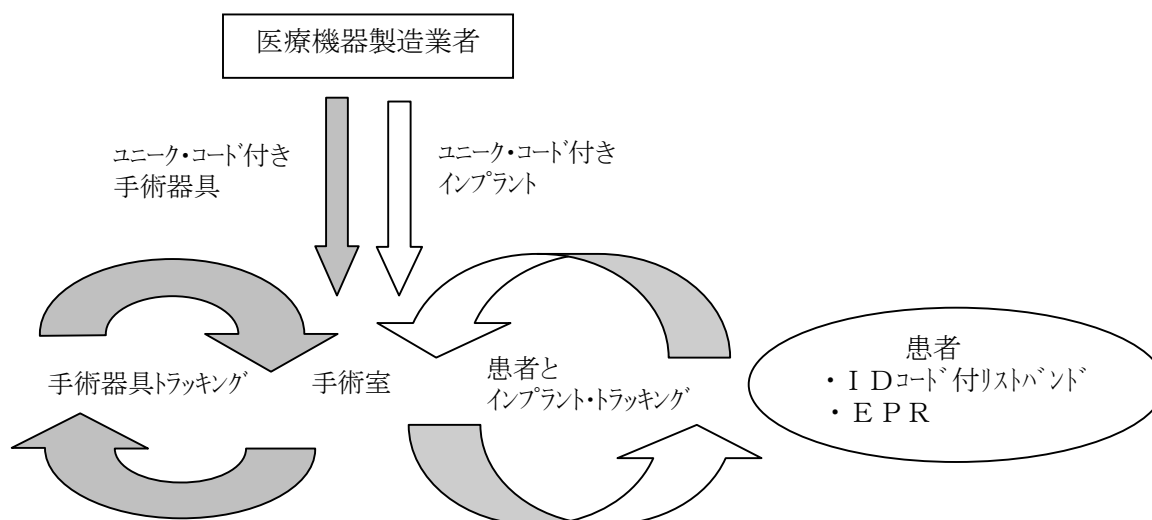 医療機器製造業者
ユニーク・コード付き
手術器具
ユニーク・コード付き
インプラント
手術器具トラッキング
手術室
患者と
インプラント・トラッキング
患者
・ＩＤコード付リストバンド
・ＥＰＲ